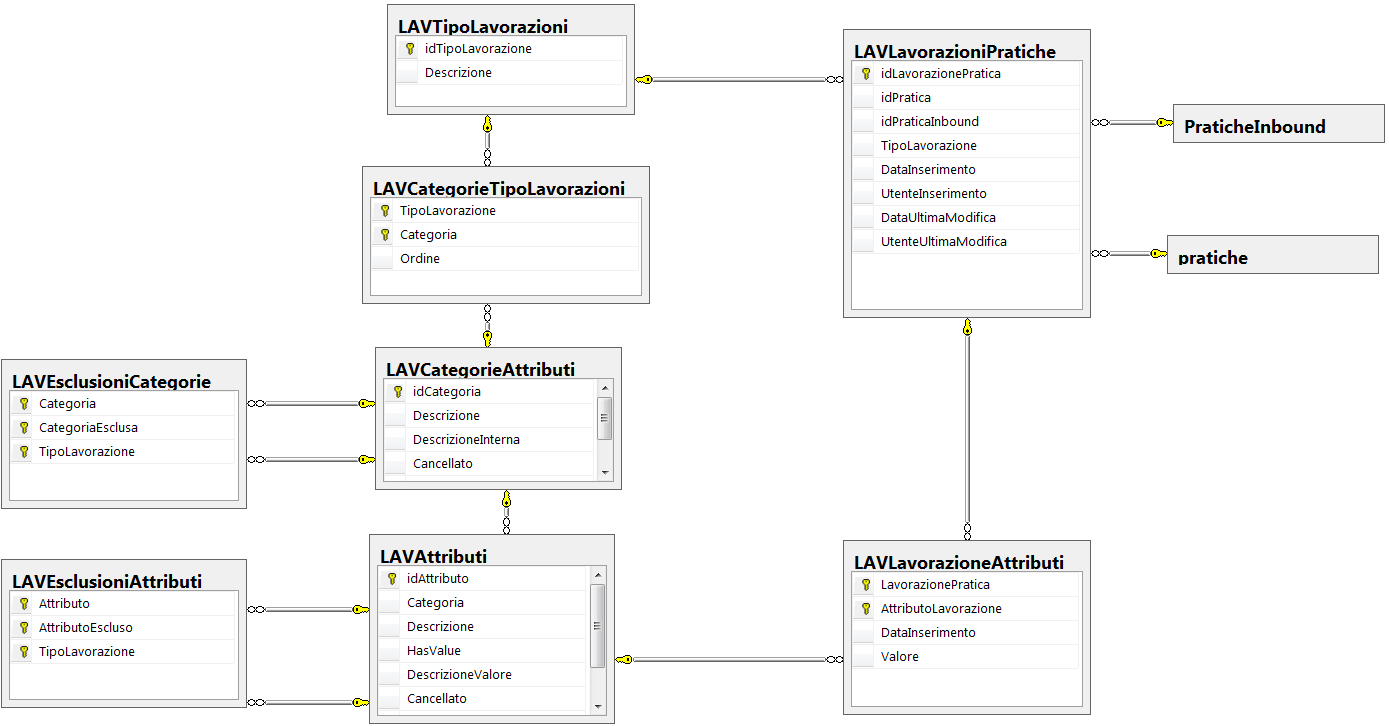 LAVTipoLavorazioni
idTipoLavorazione
Descrizione
LAVLavorazioniPratiche
idLavorazionePratica
idPratica
idPraticaInbound
TipoLavorazione
DataInserimento
UtenteInserimento
DataUltimaModifica
UtenteUltimaModifica
PraticheInbound
pratiche
LAVCategorieTipoLavorazioni
TipoLavorazione
Categoria
Ordine
LAVEsclusioniCategorie
Categoria
CategoriaEsclusa
TipoLavorazione
LAVCategorieAttributi
idCategoria
Descrizione
DescrizioneInterna
Cancellato
LAVEsclusioniAttributi
Attributo
AttributoEscluso
TipoLavorazione
LAVAttributi
idAttributo
Categoria
Descrizione
HasValue
DescrizioneValore
Cancellato
LAVLavorazioneAttributi
LavorazionePratica
AttributoLavorazione
DataInserimento
Valore